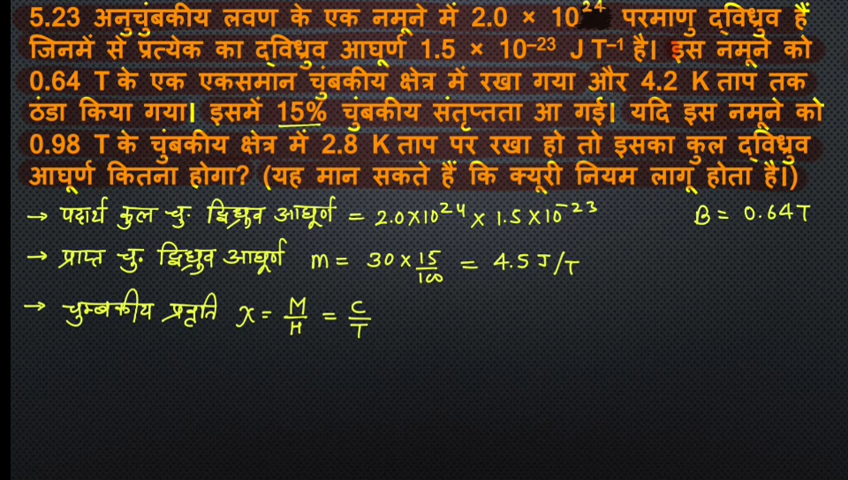 5.23 अनुचुंबकीय लवण के एक नमूने में 2.0 × 10²⁴ परमाणु द्विध्रुव हैं
जिनमें से प्रत्येक का द्विध्रुव आघूर्ण 1.5 × 10⁻²³ J T⁻¹ है। इस नमूने को
0.64 T के एक एकसमान चुंबकीय क्षेत्र में रखा गया और 4.2 K ताप तक
ठंडा किया गया। इसमें 15% चुंबकीय संतृप्तता आ गई। यदि इस नमूने को
0.98 T के चुंबकीय क्षेत्र में 2.8 K ताप पर रखा हो तो इसका कुल द्विध्रुव
आघूर्ण कितना होगा? (यह मान सकते हैं कि क्यूरी नियम लागू होता है।)
→ पदार्थ कुल चु. द्विध्रुव आघूर्ण = 2.0×10²⁴ × 1.5×10⁻²³ B = 0.64T
→ प्राप्त चु. द्विध्रुव आघूर्ण m = 30 × 15/100 = 4.5 J/T
→ चुम्बकीय प्रवृति χ = M/H = C/T